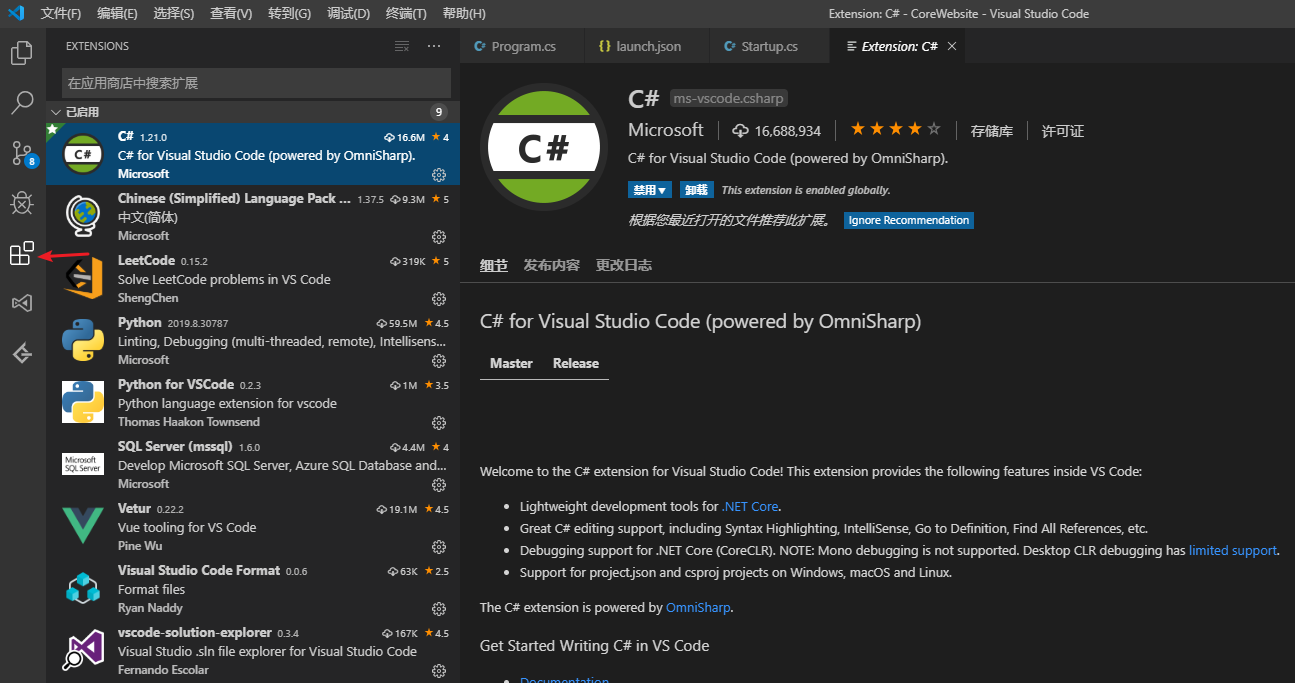 文件(F) 编辑(E) 选择(S) 查看(V) 转到(G) 调试(D) 终端(T) 帮助(H) Extension: C# - CoreWebsite - Visual Studio Code
EXTENSIONS
在应用商店中搜索扩展
已启用 9
C# 1.21.0 16.6M 4
C# for Visual Studio Code (powered by OmniSharp).
Microsoft
Chinese (Simplified) Language Pack ... 1.37.5 9.3M 5
中文(简体)
Microsoft
LeetCode 0.15.2 319K 5
Solve LeetCode problems in VS Code
ShengChen
Python 2019.8.30787 59.5M 4.5
Linting, Debugging (multi-threaded, remote), Intellisens...
Microsoft
Python for VSCode 0.2.3 1M 3.5
Python language extension for vscode
Thomas Haakon Townsend
Microsoft
SQL Server
SQL Server (mssql) 1.6.0 4.4M 4
Develop Microsoft SQL Server, Azure SQL Database and...
Microsoft
Vetur 0.22.2 19.1M 4.5
Vue tooling for VS Code
Pine Wu
Visual Studio Code Format 0.0.6 63K 2.5
Format files
Ryan Naddy
vscode-solution-explorer 0.3.4 167K 4.5
Visual Studio .sln file explorer for Visual Studio Code
Fernando Escolar
8
C#
C# Program.cs {} launch.json C# Startup.cs Extension: C#
C#
C# ms-vscode.csharp
Microsoft 16,688,934 存储库 许可证
C# for Visual Studio Code (powered by OmniSharp).
禁用 卸载 This extension is enabled globally.
根据您最近打开的文件推荐此扩展。 Ignore Recommendation
细节 发布内容 更改日志
C# for Visual Studio Code (powered by OmniSharp)
Master Release
Welcome to the C# extension for Visual Studio Code! This extension provides the following features inside VS Code:
• Lightweight development tools for .NET Core.
• Great C# editing support, including Syntax Highlighting, IntelliSense, Go to Definition, Find All References, etc.
• Debugging support for .NET Core (CoreCLR). NOTE: Mono debugging is not supported. Desktop CLR debugging has limited support.
• Support for project.json and csproj projects on Windows, macOS and Linux.
The C# extension is powered by OmniSharp.
Get Started Writing C# in VS Code
• Documentation